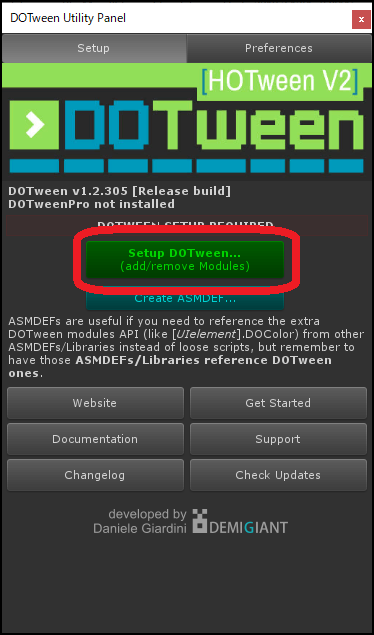 DOTween Utility Panel
x
Setup
Preferences
[HOTween V2]
DOTween
DOTween v1.2.305 [Release build]
DOTweenPro not installed
DOTWEEN SETUP REQUIRED
Setup DOTween...
(add/remove Modules)
Create ASMDEF...
ASMDEFs are useful if you need to reference the extra
DOTween modules API (like [UIelement].DOColor) from other
ASMDEFs/Libraries instead of loose scripts, but remember to
have those ASMDEFs/Libraries reference DOTween
ones.
Website
Get Started
Documentation
Support
Changelog
Check Updates
developed by
Daniele Giardini
DEMIGIANT